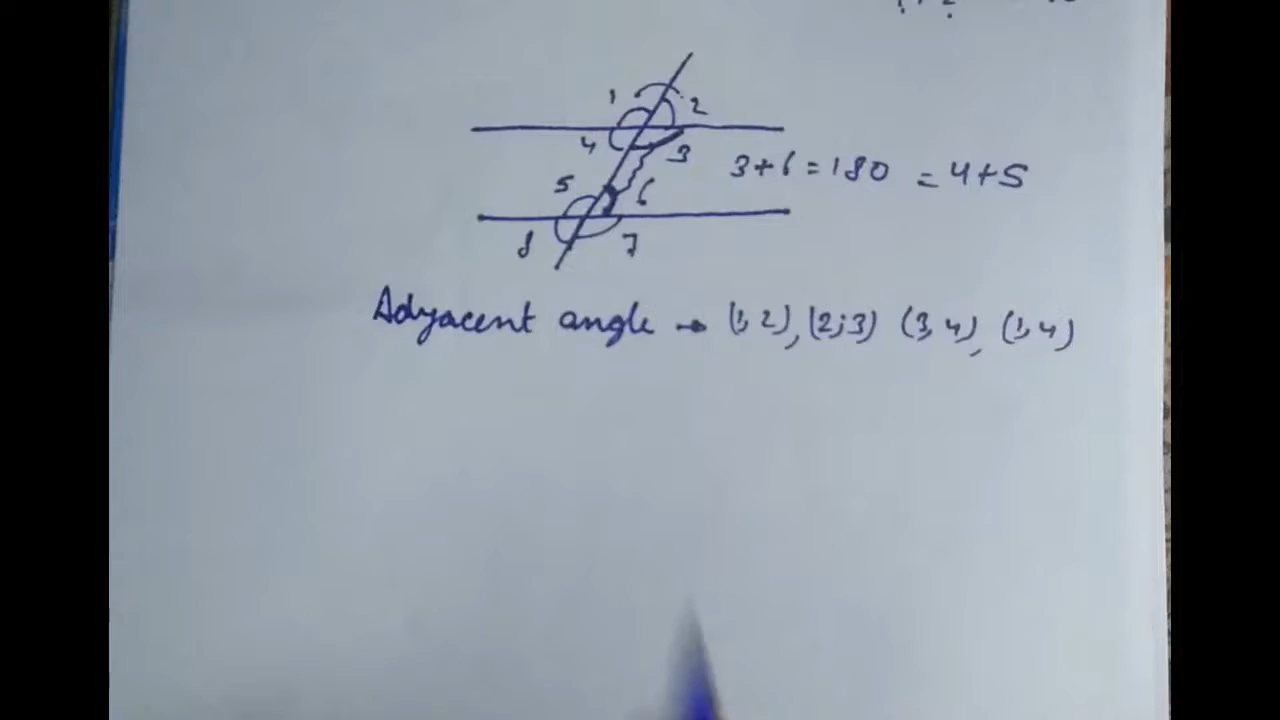 1 2
4 3
3+6=180 = 4+5
5 6
8 7
Adyacent angle → (1,2), (2,3) (3,4), (1,4)